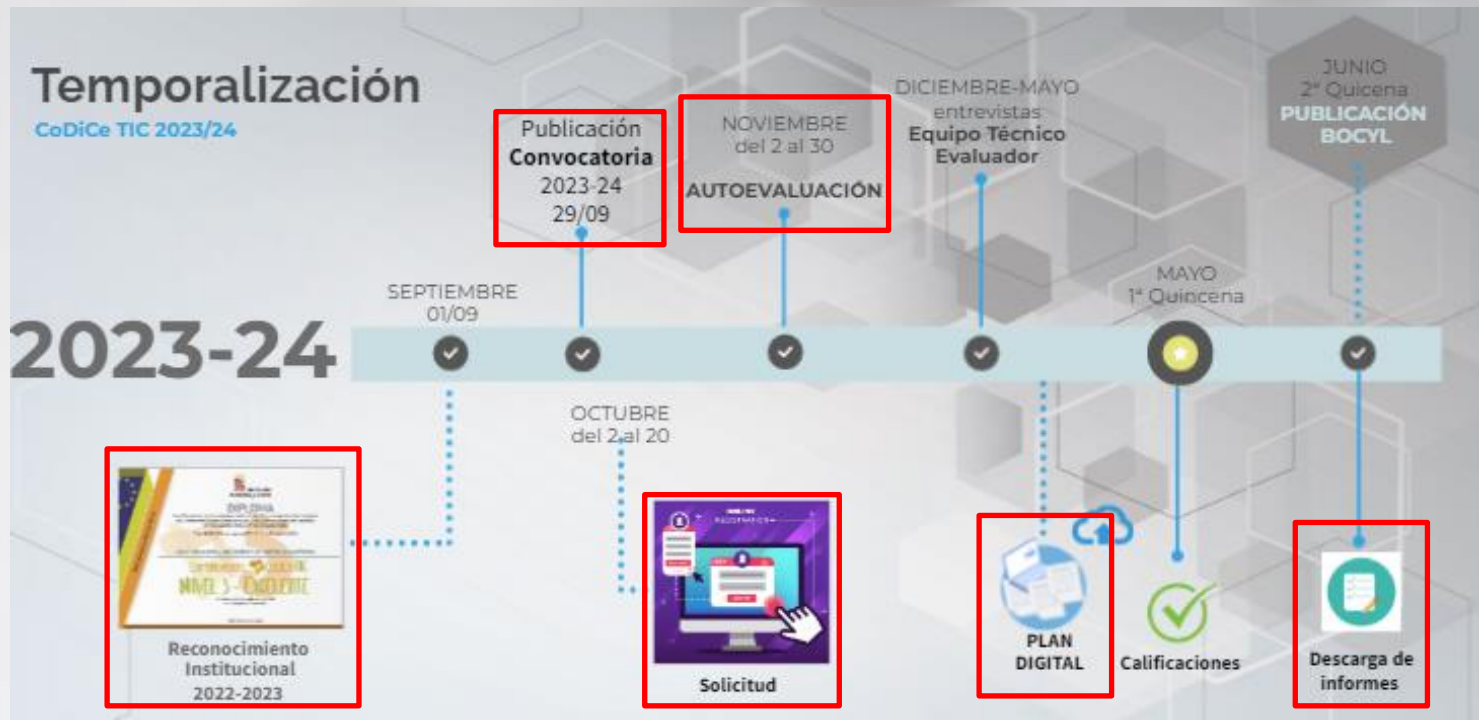 Temporalización
CoDiCe TIC 2023/24
Publicación
Convocatoria
2023-24
29/09
NOVIEMBRE
del 2 al 30
AUTOEVALUACIÓN
DICIEMBRE-MAYO
entrevistas
Equipo Técnico
Evaluador
JUNIO
2ª Quicena
PUBLICACIÓN
BOCYL
SEPTIEMBRE
01/09
MAYO
1ª Quincena
2023-24
OCTUBRE
del 2 al 20
DIPLOMA
NIVEL 5 - EXCELENTE
Reconocimiento
Institucional
2022-2023
Solicitud
PLAN
DIGITAL
Calificaciones
Descarga de
informes